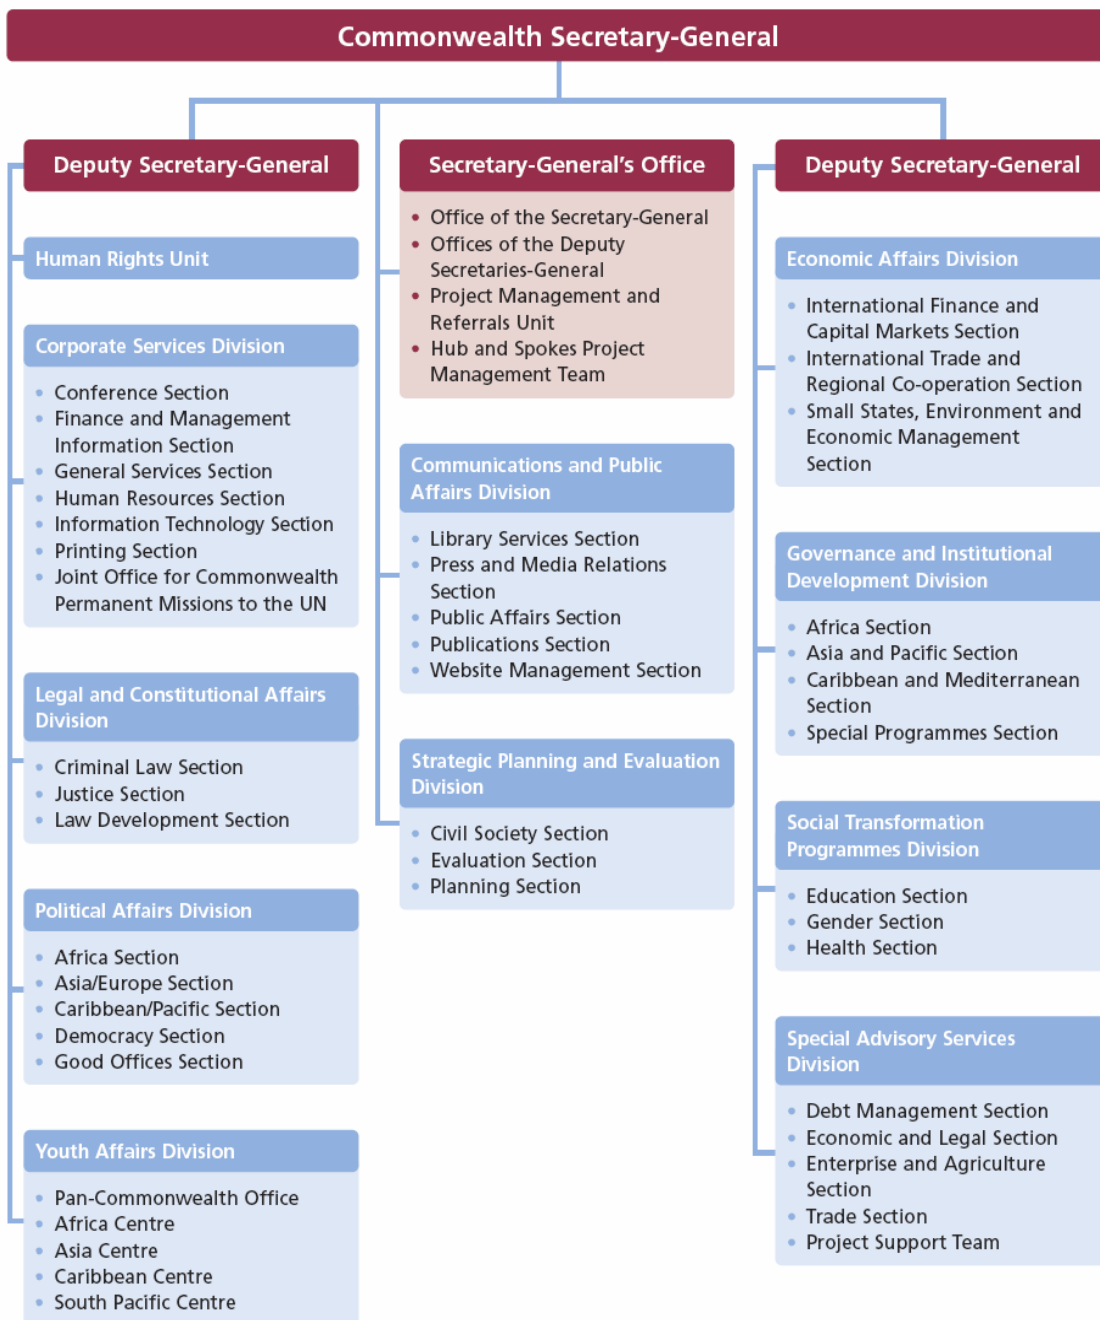 Commonwealth Secretary-General
Deputy Secretary-General
Human Rights Unit
Corporate Services Division
• Conference Section
• Finance and Management
Information Section
• General Services Section
• Human Resources Section
• Information Technology Section
• Printing Section
• Joint Office for Commonwealth
Permanent Missions to the UN
Legal and Constitutional Affairs
Division
• Criminal Law Section
• Justice Section
• Law Development Section
Political Affairs Division
• Africa Section
• Asia/Europe Section
• Caribbean/Pacific Section
• Democracy Section
• Good Offices Section
Youth Affairs Division
• Pan-Commonwealth Office
• Africa Centre
• Asia Centre
• Caribbean Centre
• South Pacific Centre
Secretary-General's Office
• Office of the Secretary-General
• Offices of the Deputy
Secretaries-General
• Project Management and
Referrals Unit
• Hub and Spokes Project
Management Team
Communications and Public
Affairs Division
• Library Services Section
• Press and Media Relations
Section
• Public Affairs Section
• Publications Section
• Website Management Section
Strategic Planning and Evaluation
Division
• Civil Society Section
• Evaluation Section
• Planning Section
Deputy Secretary-General
Economic Affairs Division
• International Finance and
Capital Markets Section
• International Trade and
Regional Co-operation Section
• Small States, Environment and
Economic Management
Section
Governance and Institutional
Development Division
• Africa Section
• Asia and Pacific Section
• Caribbean and Mediterranean
Section
• Special Programmes Section
Social Transformation
Programmes Division
• Education Section
• Gender Section
• Health Section
Special Advisory Services
Division
• Debt Management Section
• Economic and Legal Section
• Enterprise and Agriculture
Section
• Trade Section
• Project Support Team